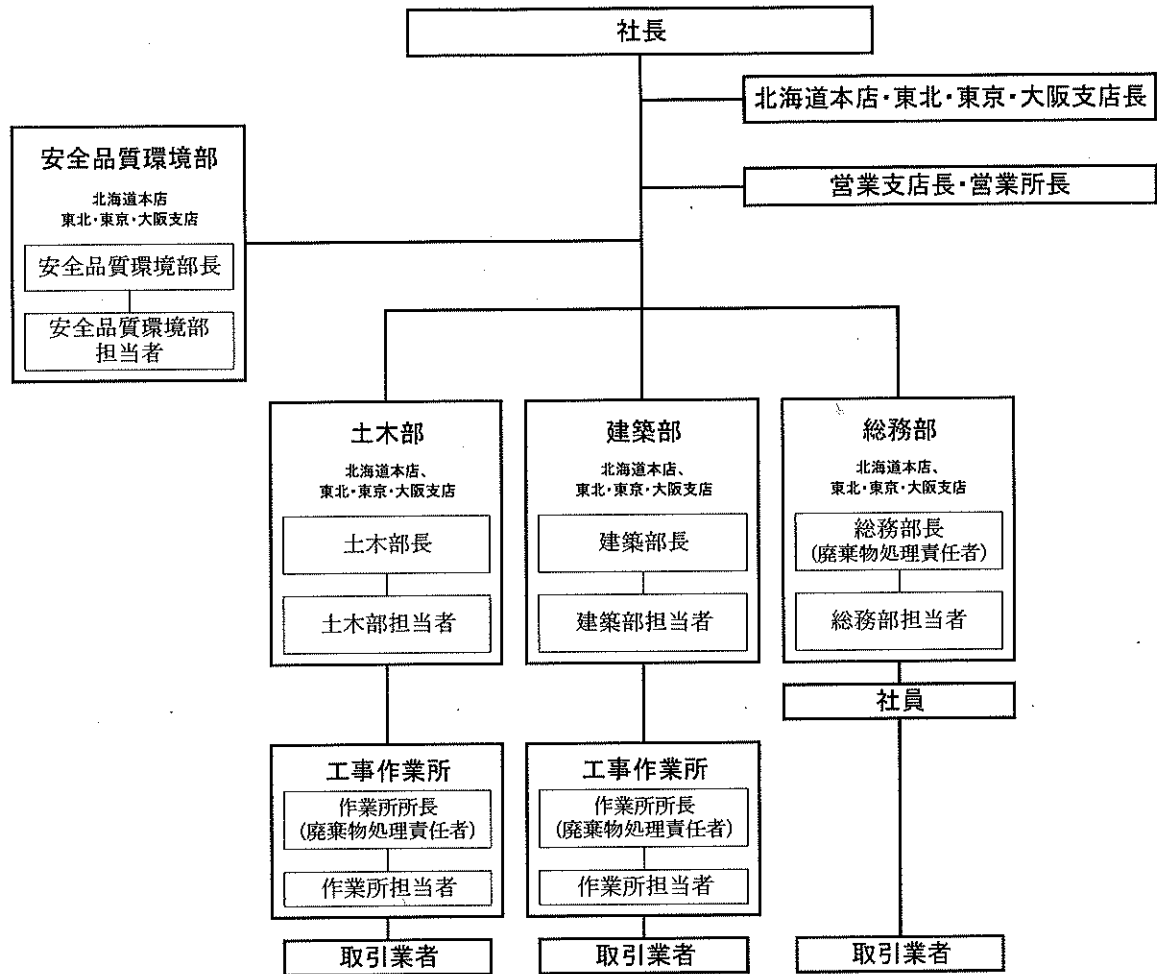 社長
北海道本店・東北・東京・大阪支店長
営業支店長・営業所長
安全品質環境部
北海道本店
東北・東京・大阪支店
安全品質環境部長
安全品質環境部
担当者
土木部
北海道本店、
東北・東京・大阪支店
土木部長
土木部担当者
工事作業所
作業所所長
(廃棄物処理責任者)
作業所担当者
取引業者
建築部
北海道本店、
東北・東京・大阪支店
建築部長
建築部担当者
工事作業所
作業所所長
(廃棄物処理責任者)
作業所担当者
取引業者
総務部
北海道本店、
東北・東京・大阪支店
総務部長
(廃棄物処理責任者)
総務部担当者
社員
取引業者